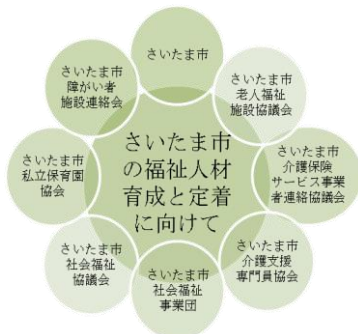 さいたま市
さいたま市
老人福祉
施設協議会
さいたま市
介護保険
サービス事業
者連絡協議会
さいたま市
介護支援
専門員協会
さいたま市
社会福祉
事業団
さいたま市
社会福祉
協議会
さいたま市
私立保育園
協会
さいたま市
障がい者
施設連絡会
さいたま市
の福祉人材
育成と定着
に向けて